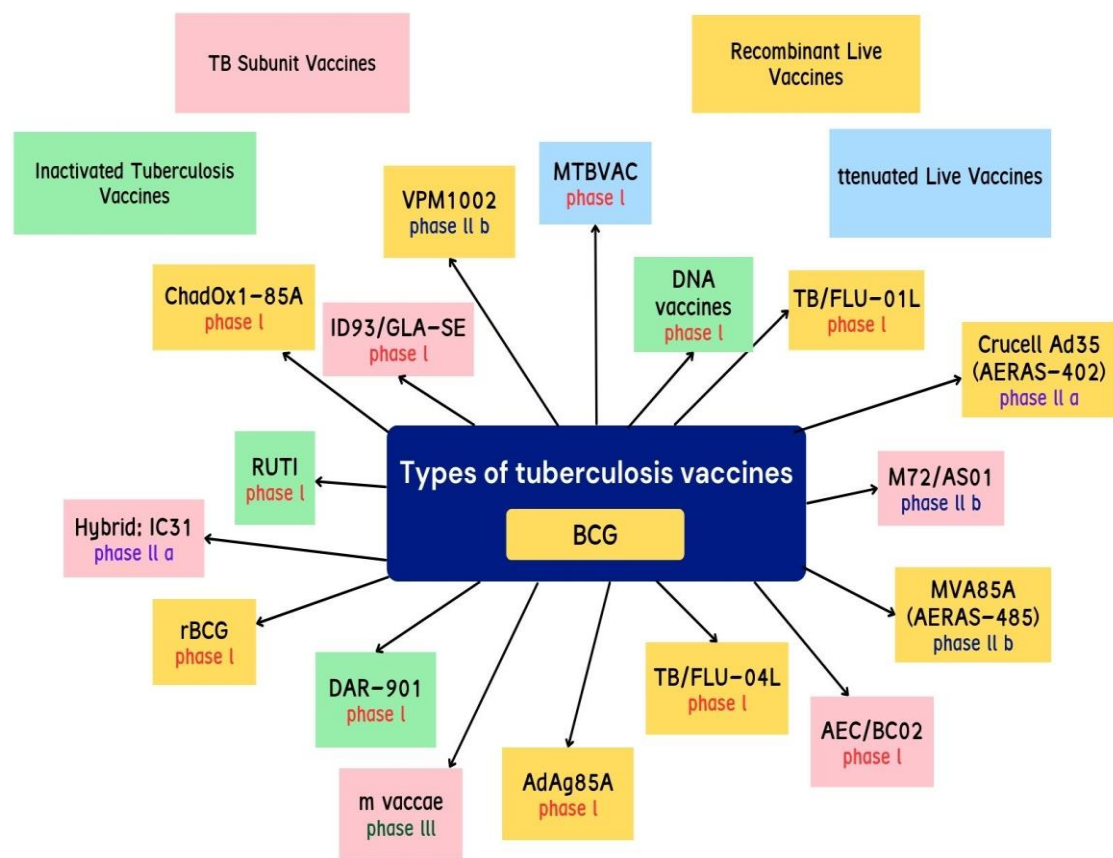 TB Subunit Vaccines
Recombinant Live
Vaccines
Inactivated Tuberculosis
Vaccines
ttenuated Live Vaccines
MTBVAC
phase l
VPM1002
phase ll b
DNA
vaccines
phase l
TB/FLU-01L
phase l
ChadOx1-85A
phase l
ID93/GLA-SE
phase l
Crucell Ad35
(AERAS-402)
phase ll a
Types of tuberculosis vaccines
BCG
RUTI
phase l
M72/AS01
phase ll b
Hybrid: IC31
phase ll a
MVA85A
(AERAS-485)
phase ll b
rBCG
phase l
DAR-901
phase l
TB/FLU-04L
phase l
AEC/BC02
phase l
m vaccae
phase lll
AdAg85A
phase l